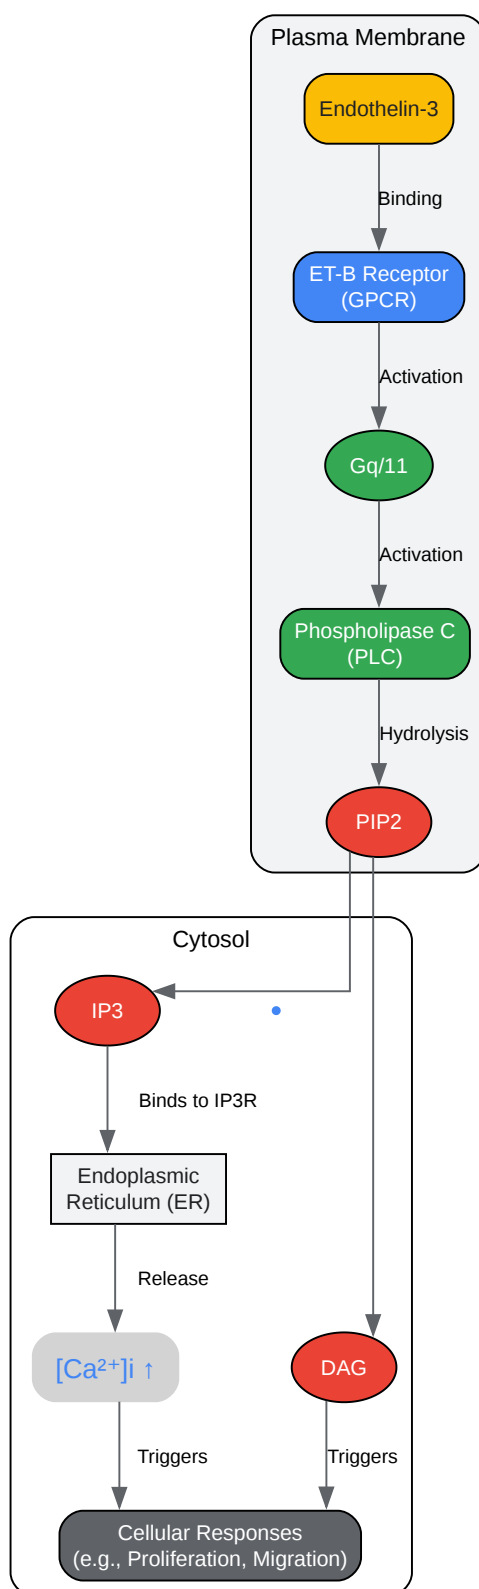 Plasma Membrane
Endothelin-3
Binding
ET-B Receptor
(GPCR)
Activation
Gq/11
Activation
Phospholipase C
(PLC)
Hydrolysis
PIP2
Cytosol
IP3
Binds to IP3R
Endoplasmic
Reticulum (ER)
Release
[Ca²⁺]i ↑
DAG
Triggers
Triggers
Cellular Responses
(e.g., Proliferation, Migration)